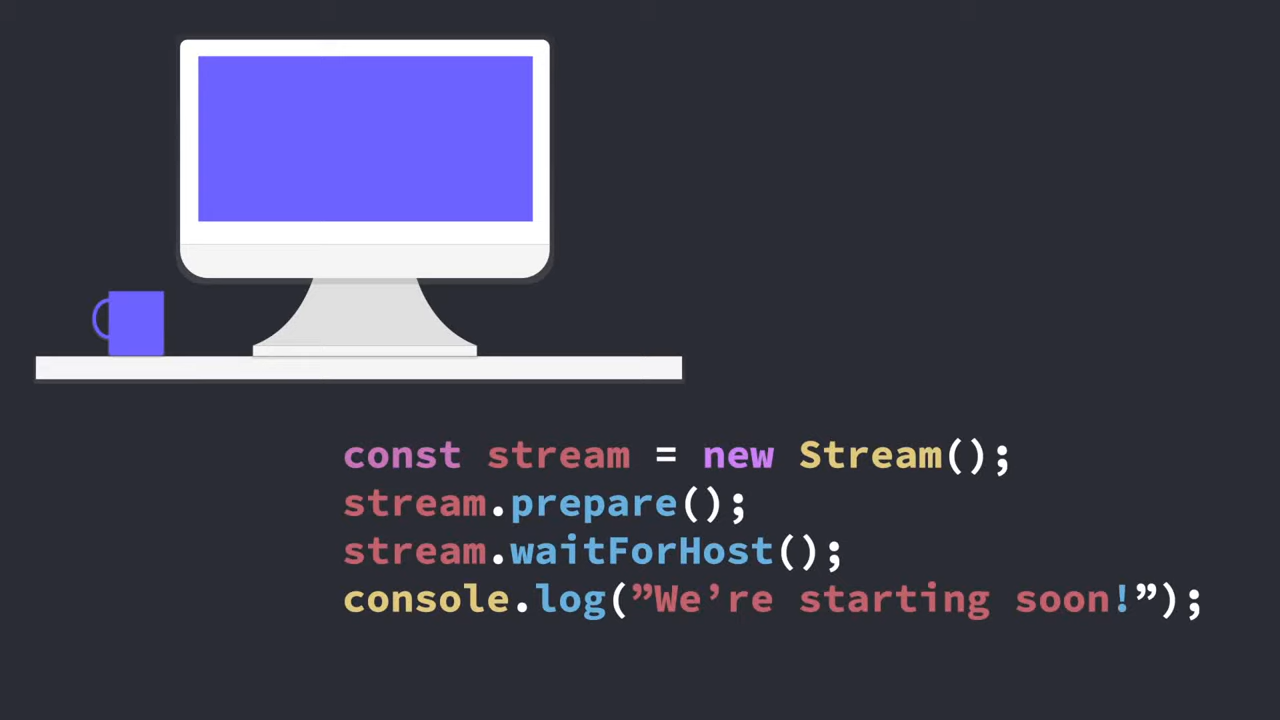 const stream = new Stream();
stream.prepare();
stream.waitForHost();
console.log(”We’re starting soon!”);